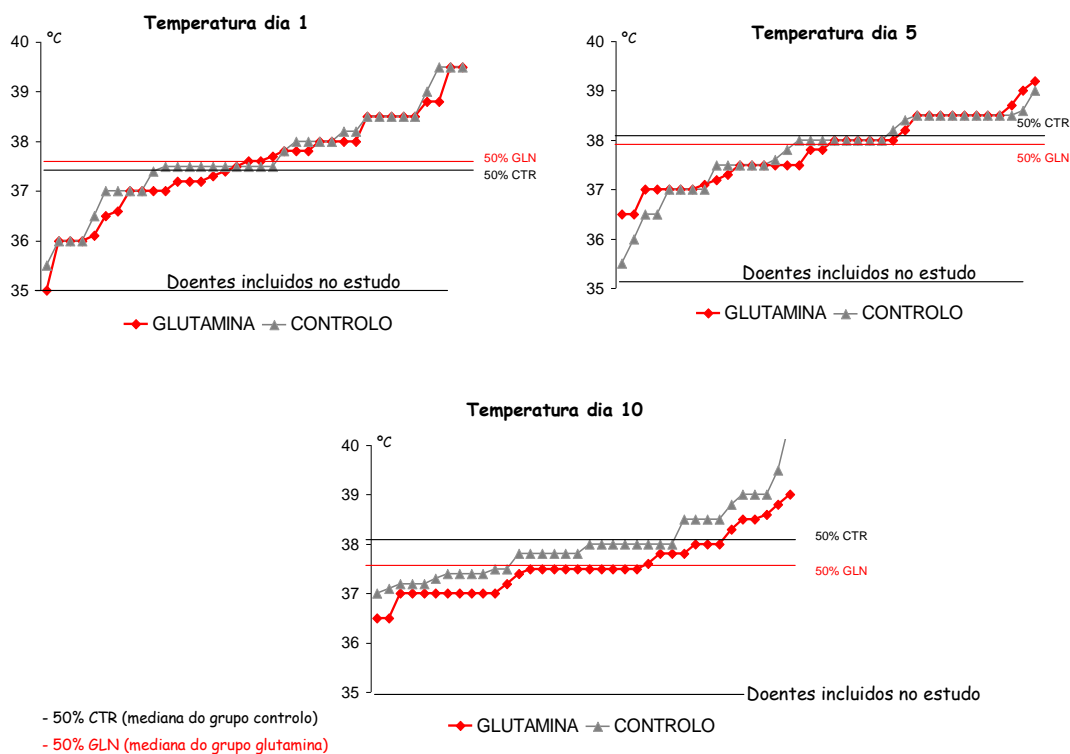 Temperatura dia 1
ºC
40
39
38
37
36
35
50% GLN
50% CTR
Doentes incluidos no estudo
GLUTAMINA CONTROLO
Temperatura dia 5
40
39
38
37
36
35
50% CTR
50% GLN
Doentes incluidos no estudo
GLUTAMINA CONTROLO
Temperatura dia 10
ºC
40
39
38
37
36
35
50% CTR
50% GLN
Doentes incluidos no estudo
GLUTAMINA CONTROLO
- 50% CTR (mediana do grupo controlo)
- 50% GLN (mediana do grupo glutamina)